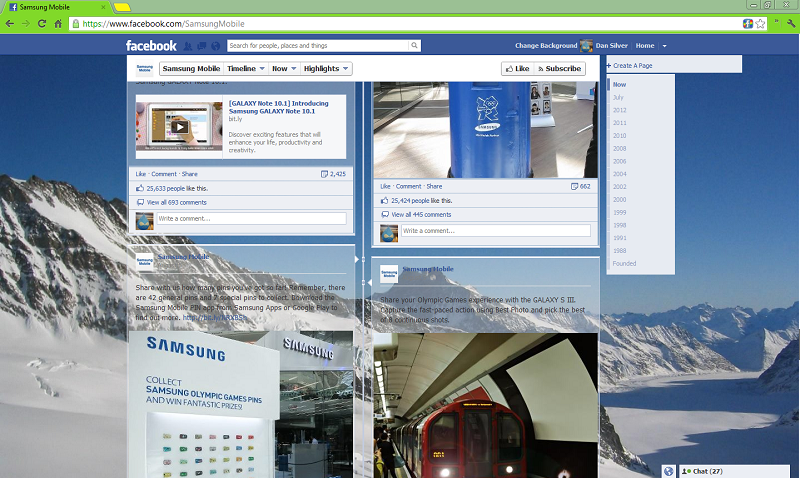 Samsung Mobile
https://www.facebook.com/SamsungMobile
facebook
Search for people, places and things
Change Background
Dan Silver
Home
Samsung Mobile
Samsung Mobile
Timeline
Now
Highlights
Like
Subscribe
Create A Page
Now
July
2012
2011
2010
2008
2006
2004
2002
2000
1999
1998
1991
1988
Founded
[GALAXY Note 10.1] Introducing
Samsung GALAXY Note 10.1
bit.ly
Discover exciting features that will
enhance your life, productivity and
creativity.
Like · Comment · Share
2,425
25,633 people like this.
View all 693 comments
Write a comment...
SAMSUNG
Like · Comment · Share
662
25,424 people like this.
View all 445 comments
Write a comment...
Samsung Mobile
Samsung Mobile
Share with us how many pins you've got so far! Remember, there
are 42 general pins and 7 special pins to collect. Download the
Samsung Mobile PIN app from Samsung Apps or Google Play to
find out more.
SAMSUNG
SAMSUNG
COLLECT
SAMSUNG OLYMPIC GAMES PINS
AND WIN FANTASTIC PRIZES!
Samsung Mobile
Samsung Mobile
Share your Olympic Games experience with the GALAXY S III.
Capture the fast-paced action using Best Photo and pick the best
of 8 continuous shots.
Chat (27)